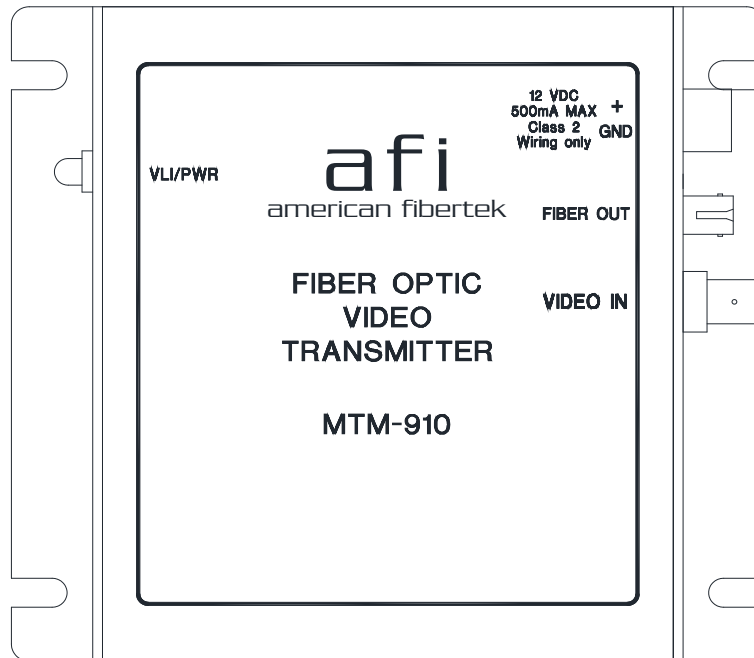 12 VDC +
500mA MAX
Class 2 GND
Wiring only
VLI/PWR
afi
american fibertek
FIBER OUT
FIBER OPTIC
VIDEO
TRANSMITTER
VIDEO IN
MTM-910